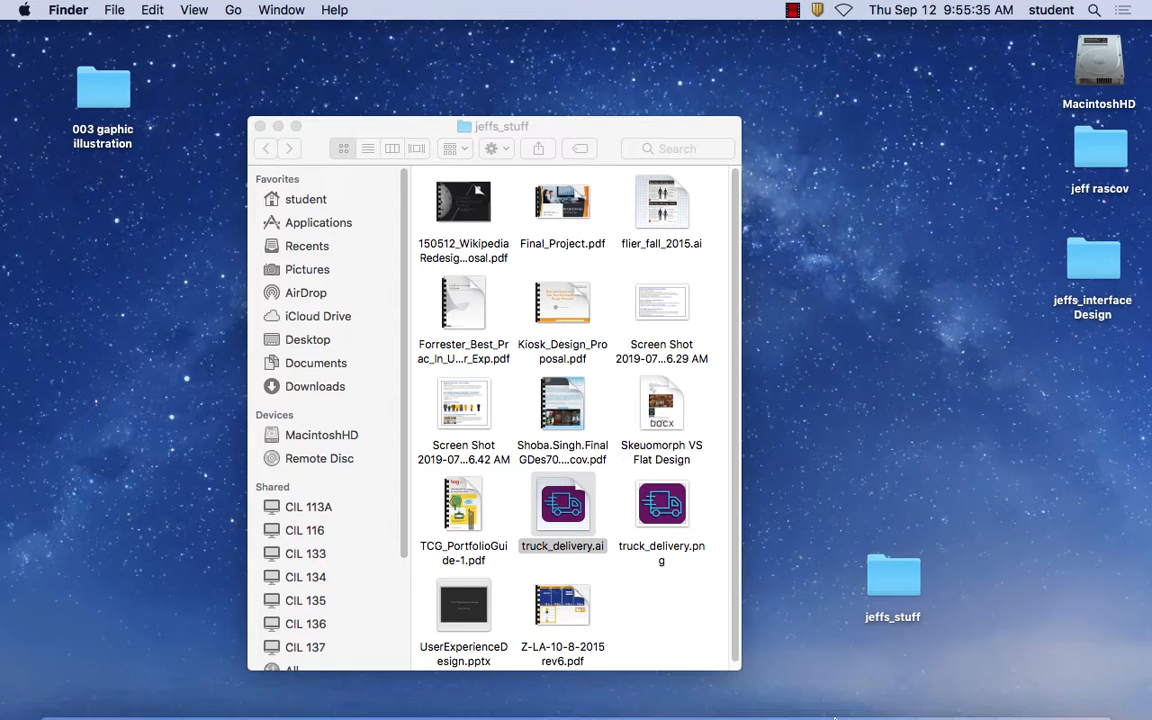 Finder File Edit View Go Window Help Thu Sep 12 9:55:35 AM student
003 gaphic
illustration
MacintoshHD
jeff rascov
jeffs_interface
Design
jeffs_stuff
jeffs_stuff
Search
Favorites
student
Applications
Recents
Pictures
AirDrop
iCloud Drive
Desktop
Documents
Downloads
Devices
MacintoshHD
Remote Disc
Shared
CIL 113A
CIL 116
CIL 133
CIL 134
CIL 135
CIL 136
CIL 137
All
150512_Wikipedia
Redesig...osal.pdf
Final_Project.pdf
flier_fall_2015.ai
Forrester_Best_Pr
ac_In_U...r_Exp.pdf
Kiosk_Design_Pro
posal.pdf
Screen Shot
2019-07...6.29 AM
Screen Shot
2019-07...6.42 AM
Shoba.Singh.Final
GDes70....cov.pdf
DOCX
Skeuomorph VS
Flat Design
TCG_PortfolioGui
de-1.pdf
truck_delivery.ai
truck_delivery.pn
g
UserExperienceD
esign.pptx
Z-LA-10-8-2015
rev6.pdf